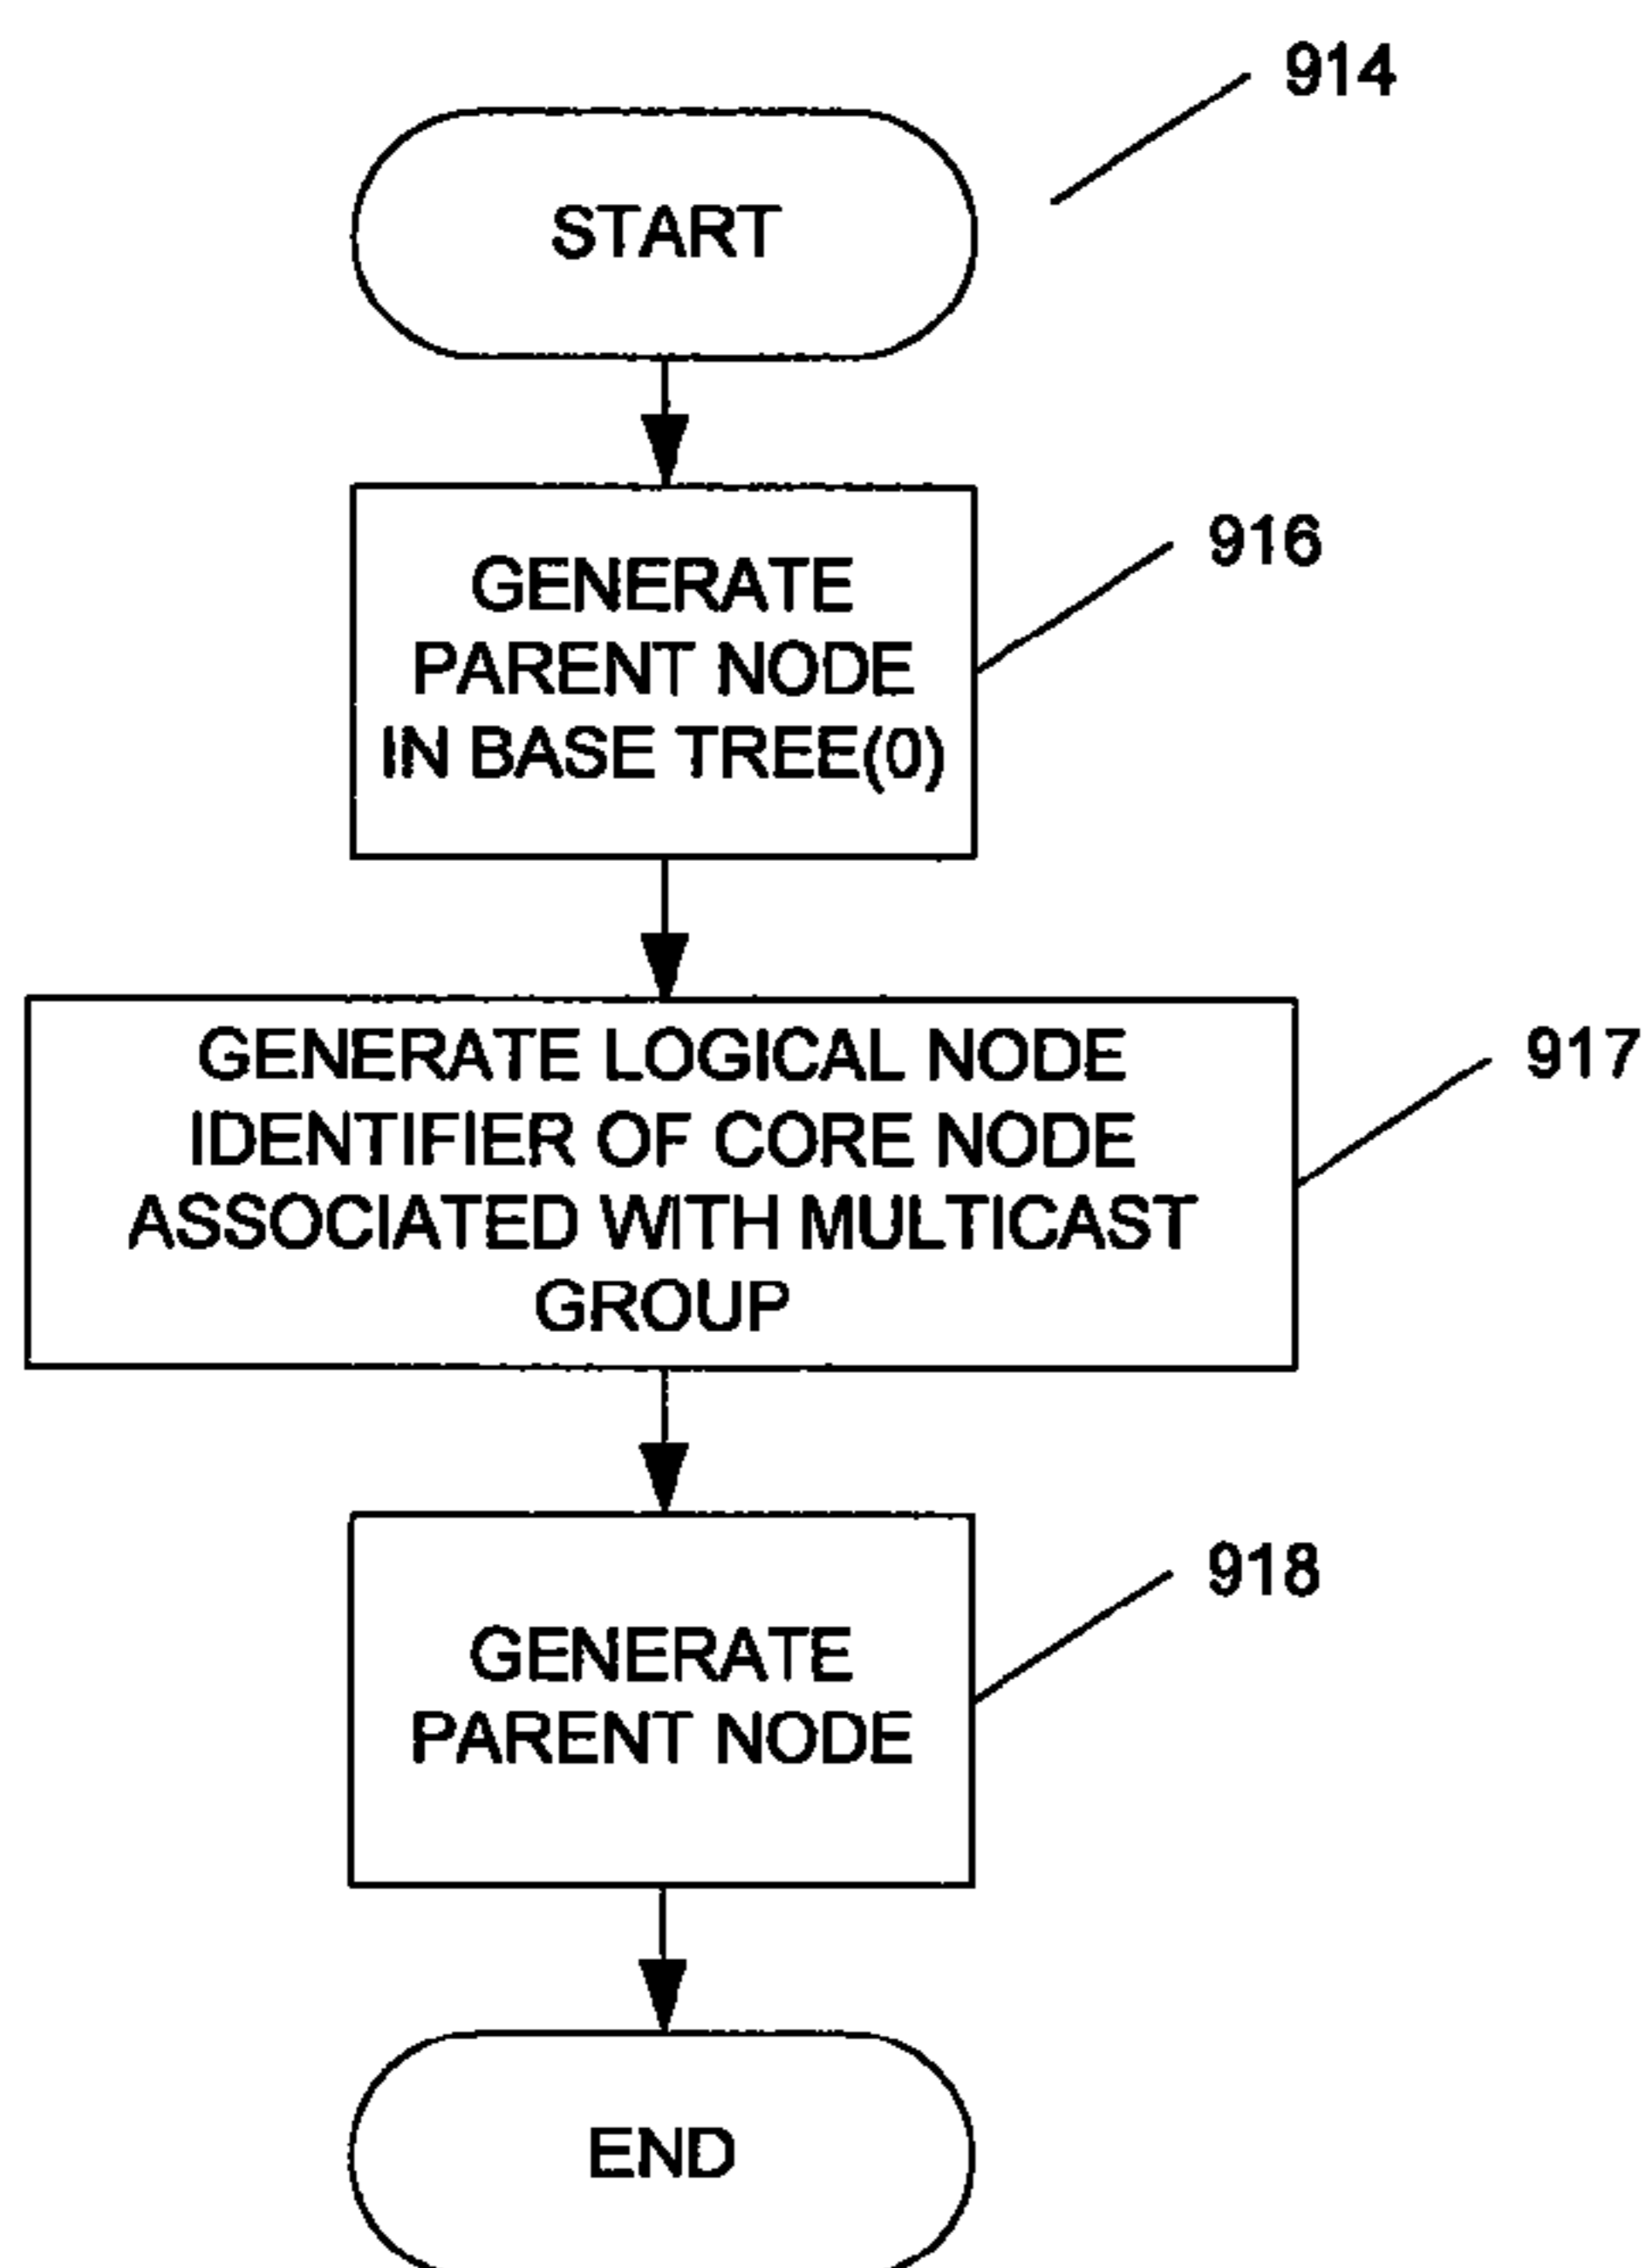 914
START
916
GENERATE
PARENT NODE
IN BASE TREE(0)
917
GENERATE LOGICAL NODE
IDENTIFIER OF CORE NODE
ASSOCIATED WITH MULTICAST
GROUP
918
GENERATE
PARENT NODE
END